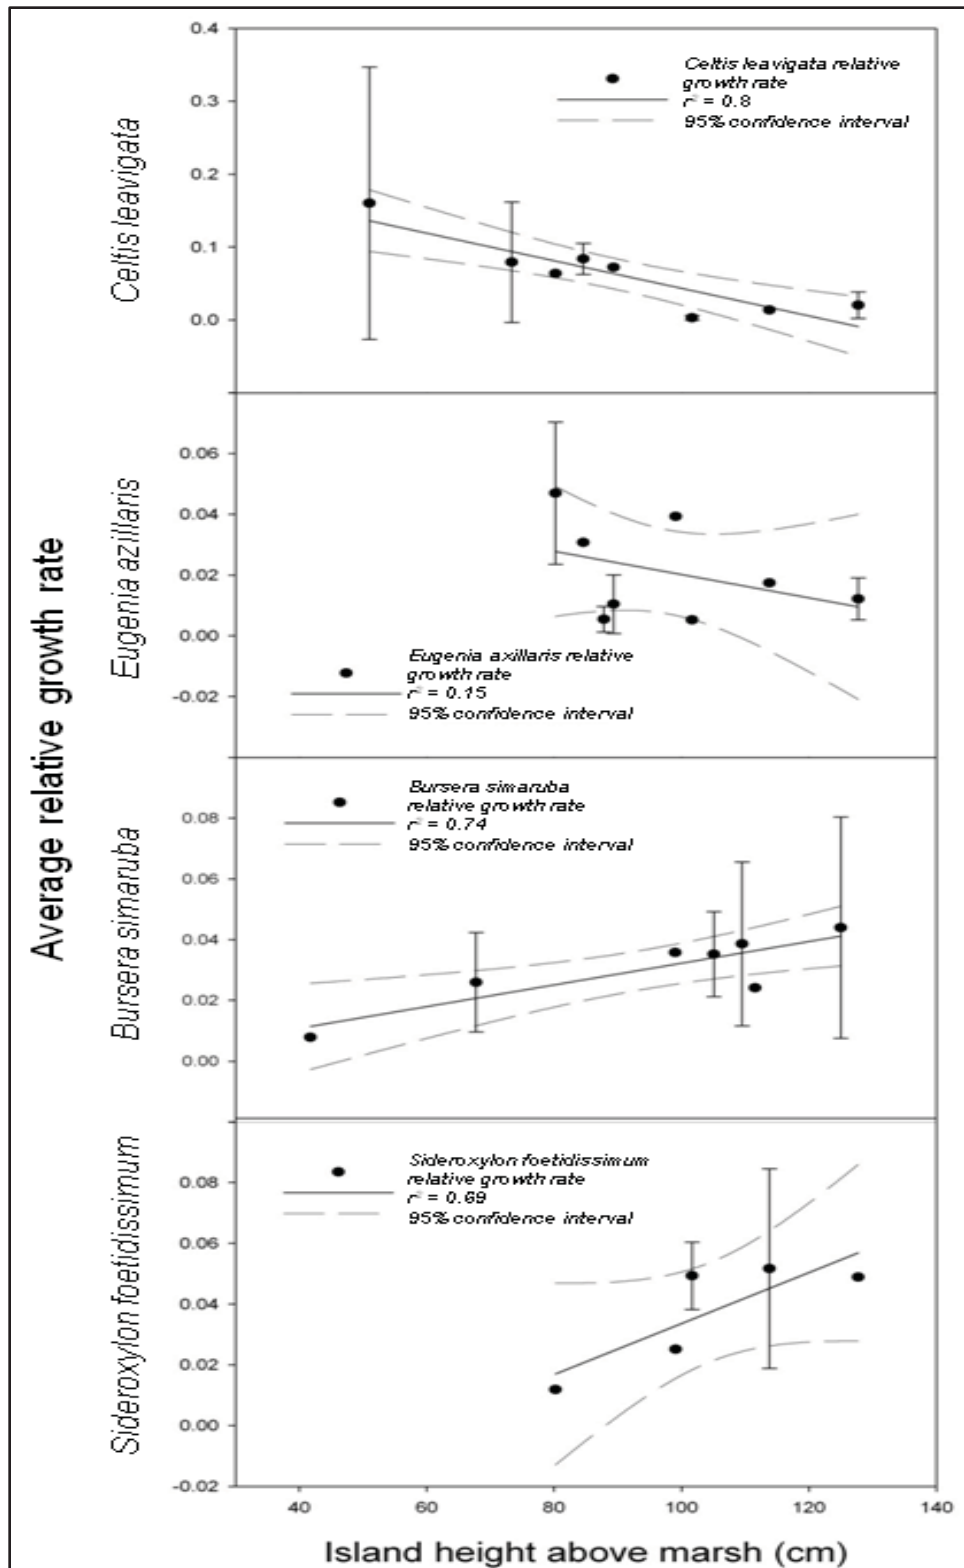 Average relative growth rate
Celtis leavigata
0.4
0.3
0.2
0.1
0.0
Celtis leavigata relative
growth rate
r² = 0.8
95% confidence interval
Eugenia azillaris
0.06
0.04
0.02
0.00
-0.02
Eugenia axillaris relative
growth rate
r² = 0.15
95% confidence interval
Bursera simaruba
0.08
0.06
0.04
0.02
0.00
Bursera simaruba
relative growth rate
r² = 0.74
95% confidence interval
Sideroxylon foetidissimum
0.08
0.06
0.04
0.02
0.00
-0.02
Sideroxylon foetidissimum
relative growth rate
r² = 0.69
95% confidence interval
40 60 80 100 120 140
Island height above marsh (cm)